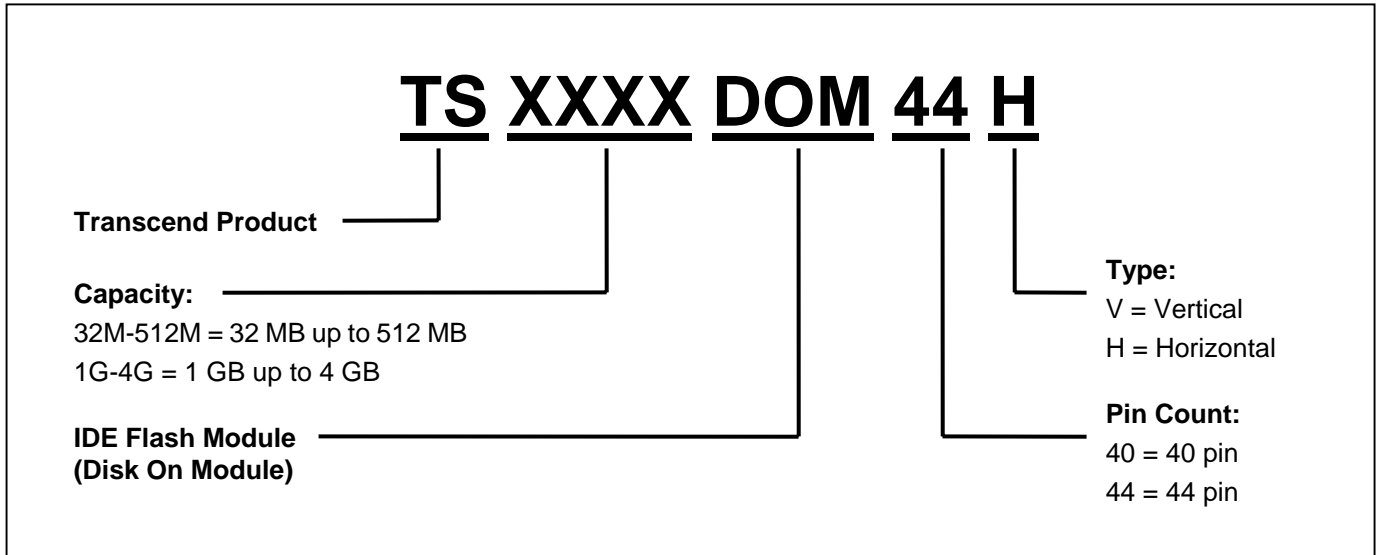 TS XXXX DOM 44 H
Transcend Product
Capacity:
32M-512M = 32 MB up to 512 MB
1G-4G = 1 GB up to 4 GB
IDE Flash Module
(Disk On Module)
Type:
V = Vertical
H = Horizontal
Pin Count:
40 = 40 pin
44 = 44 pin